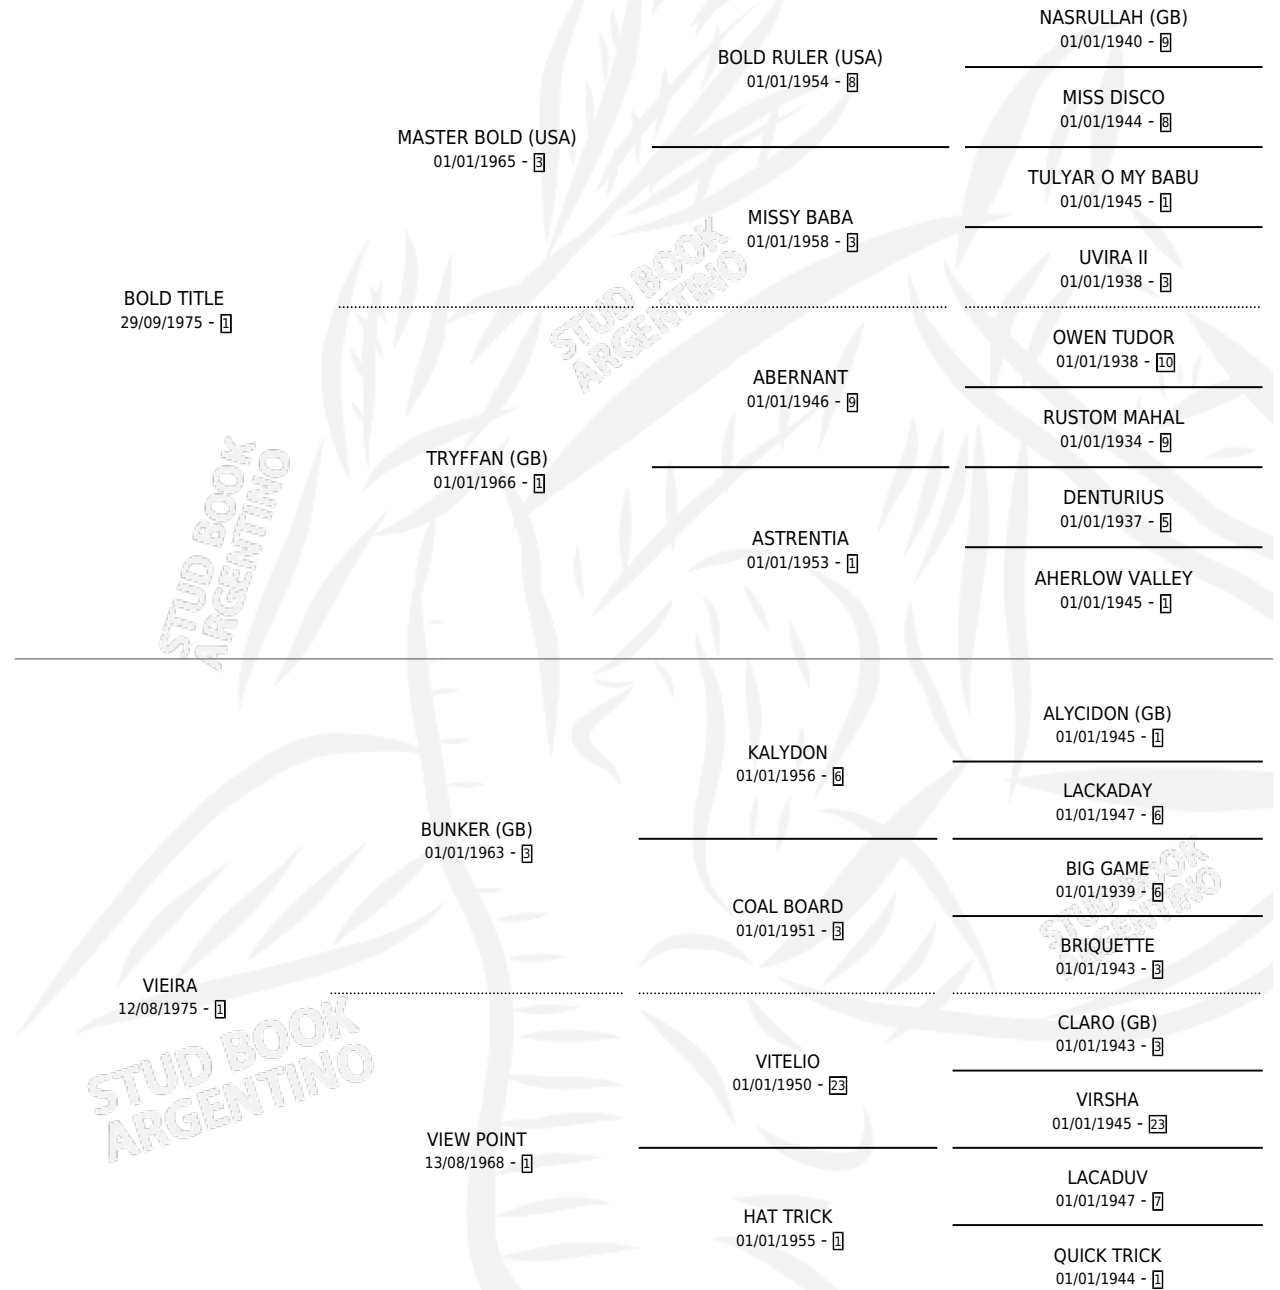 NASRULLAH (GB)
01/01/1940 - 9
BOLD RULER (USA)
01/01/1954 - 8
MISS DISCO
01/01/1944 - 8
MASTER BOLD (USA)
01/01/1965 - 3
TULYAR O MY BABU
01/01/1945 - 1
MISSY BABA
01/01/1958 - 3
UVIRA II
01/01/1938 - 3
BOLD TITLE
29/09/1975 - 1
OWEN TUDOR
01/01/1938 - 10
ABERNANT
01/01/1946 - 9
RUSTOM MAHAL
01/01/1934 - 9
TRYFFAN (GB)
01/01/1966 - 1
DENTURIUS
01/01/1937 - 5
ASTRENTIA
01/01/1953 - 1
AHERLOW VALLEY
01/01/1945 - 1
ALYCIDON (GB)
01/01/1945 - 1
KALYDON
01/01/1956 - 6
LACKADAY
01/01/1947 - 6
BUNKER (GB)
01/01/1963 - 3
BIG GAME
01/01/1939 - 6
COAL BOARD
01/01/1951 - 3
BRIQUETTE
01/01/1943 - 3
VIEIRA
12/08/1975 - 1
CLARO (GB)
01/01/1943 - 3
VITELIO
01/01/1950 - 23
VIRSHA
01/01/1945 - 23
VIEW POINT
13/08/1968 - 1
LACADUV
01/01/1947 - 7
HAT TRICK
01/01/1955 - 1
QUICK TRICK
01/01/1944 - 1
STUD BOOK
ARGENTINO
STUD BOOK
ARGENTINO
STUD BOOK
ARGENTINO
STUD BOOK
ARGENTINO